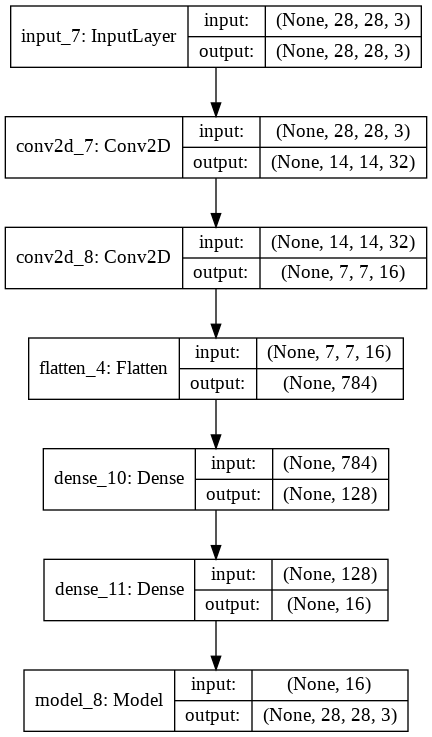 input_7: InputLayer
input: (None, 28, 28, 3)
output: (None, 28, 28, 3)
conv2d_7: Conv2D
input: (None, 28, 28, 3)
output: (None, 14, 14, 32)
conv2d_8: Conv2D
input: (None, 14, 14, 32)
output: (None, 7, 7, 16)
flatten_4: Flatten
input: (None, 7, 7, 16)
output: (None, 784)
dense_10: Dense
input: (None, 784)
output: (None, 128)
dense_11: Dense
input: (None, 128)
output: (None, 16)
model_8: Model
input: (None, 16)
output: (None, 28, 28, 3)